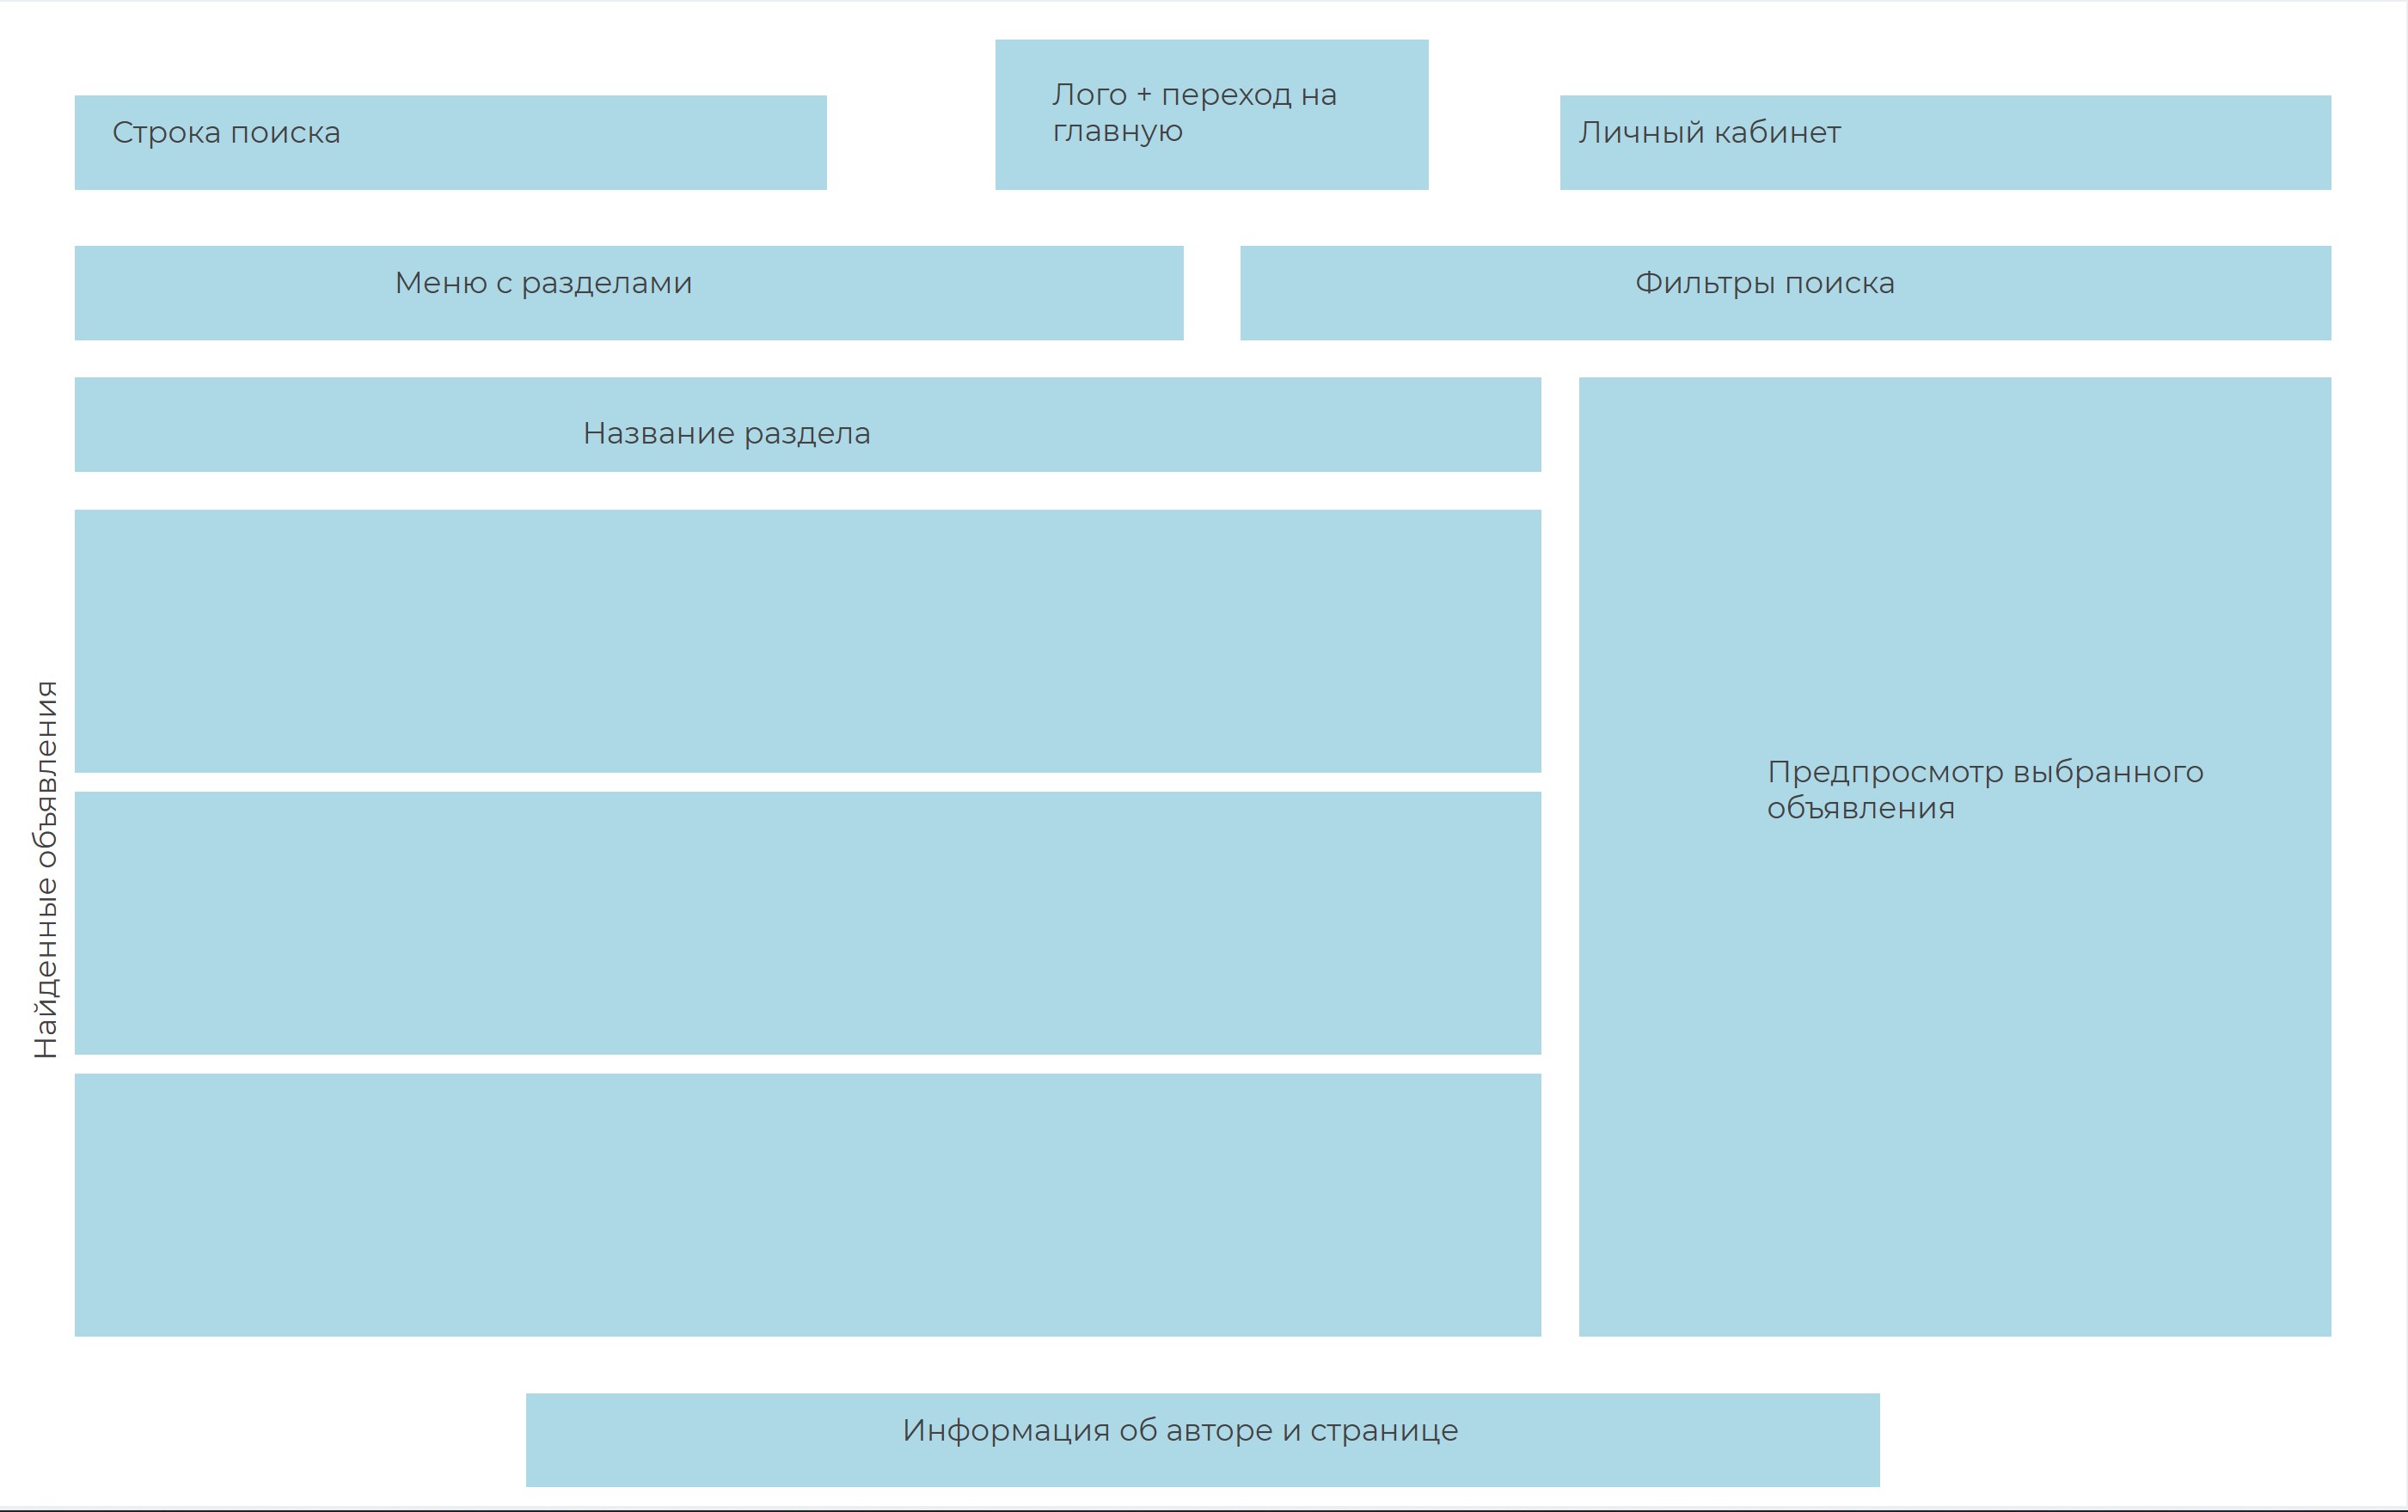 Строка поиска
Лого + переход на
главную
Личный кабинет
Меню с разделами
Фильтры поиска
Название раздела
Найденные объявления
Предпросмотр выбранного
объявления
Информация об авторе и странице